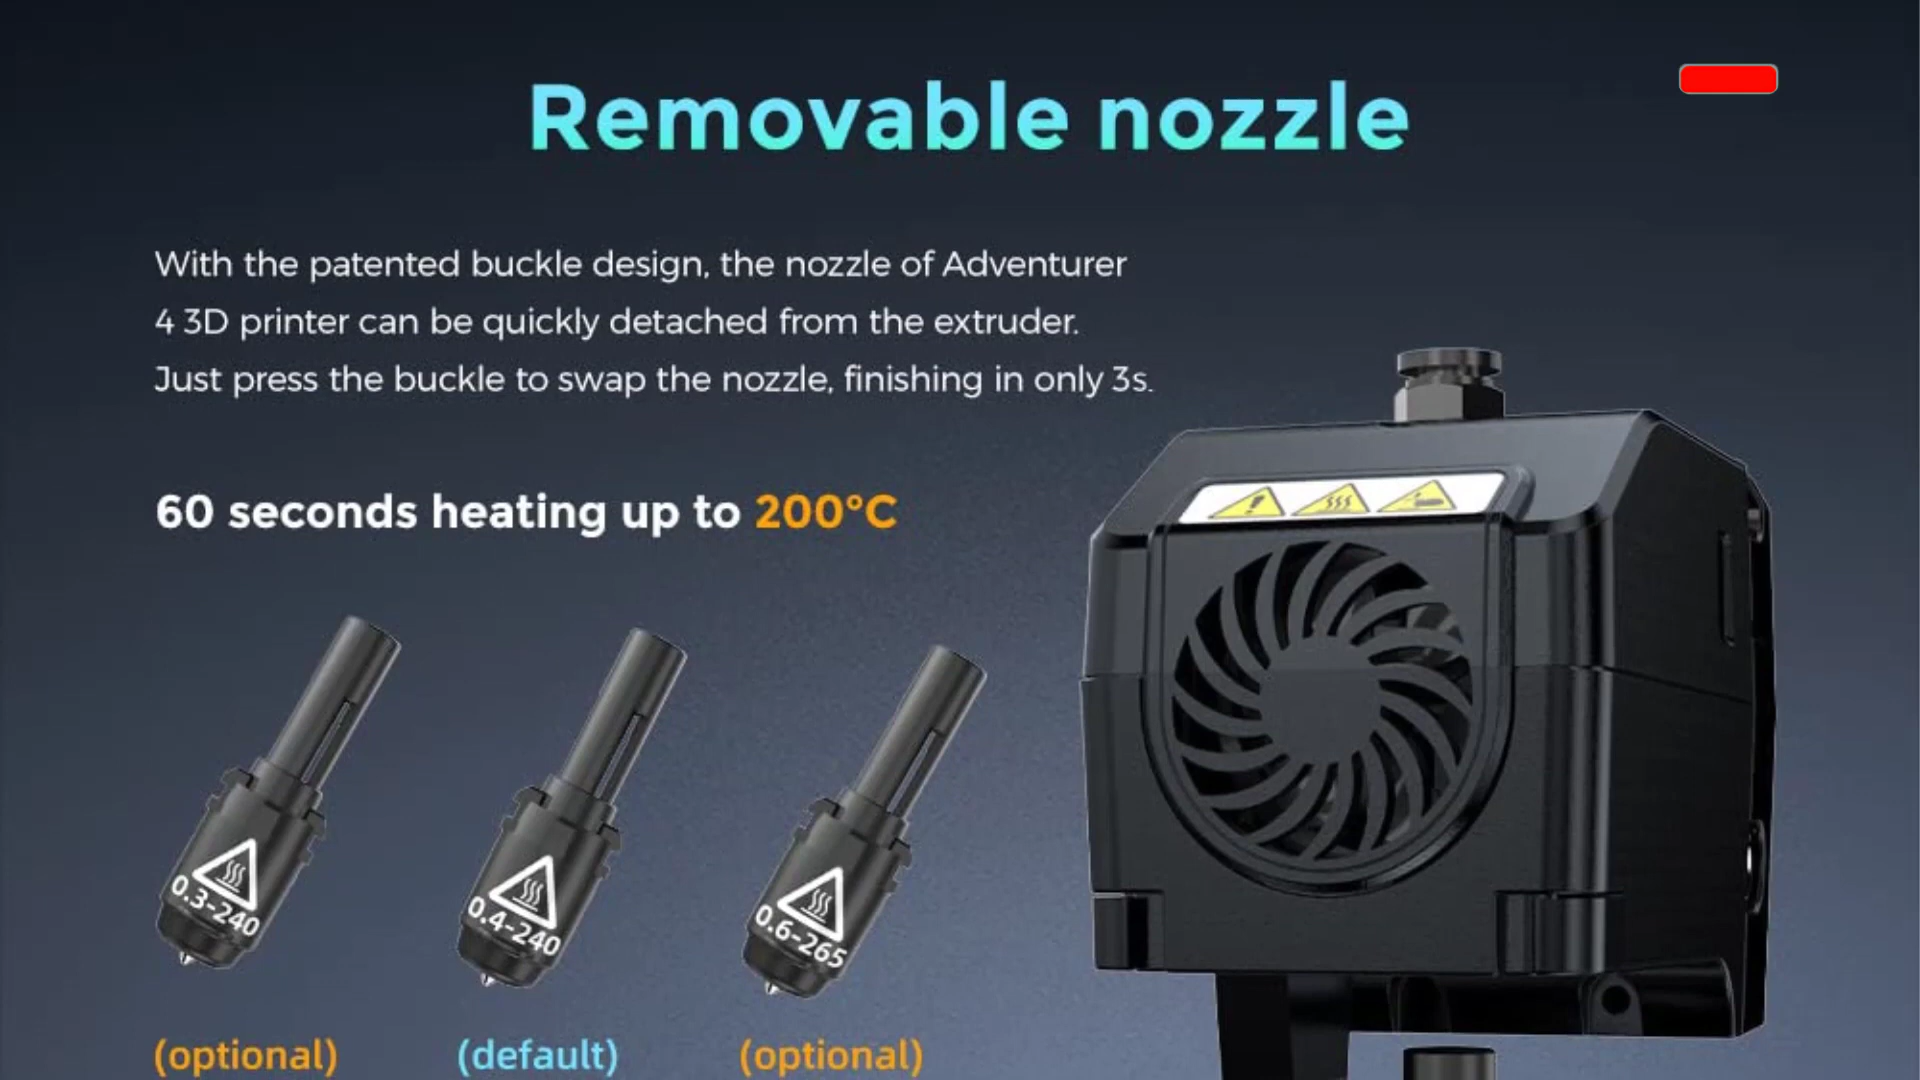 Removable nozzle
With the patented buckle design, the nozzle of Adventurer
4 3D printer can be quickly detached from the extruder.
Just press the buckle to swap the nozzle, finishing in only 3s.
60 seconds heating up to 200°C
0.3-240
0.4-240
0.6-265
(optional)
(default)
(optional)